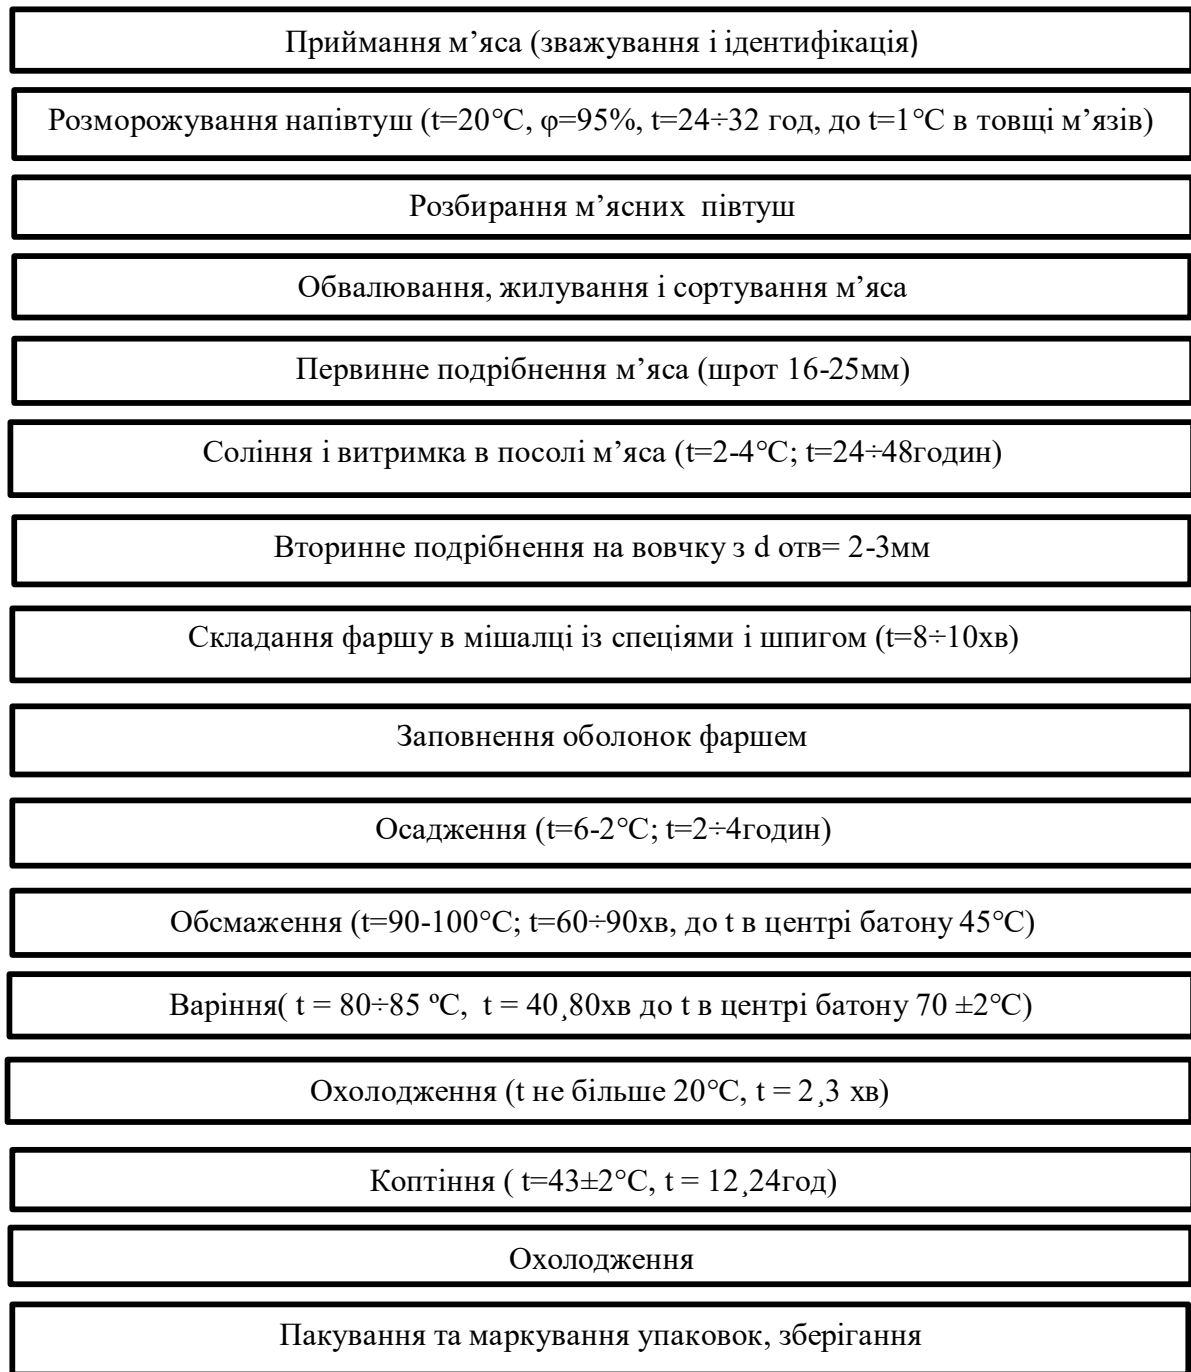 Приймання м’яса (зважування і ідентифікація)
Розморожування напівтуш (t=20°С, φ=95%, t=24÷32 год, до t=1°С в товщі м’язів)
Розбирання м’ясних півтуш
Обвалювання, жилування і сортування м’яса
Первинне подрібнення м’яса (шрот 16-25мм)
Соління і витримка в посолі м’яса (t=2-4°С; t=24÷48годин)
Вторинне подрібнення на вовчку з d отв= 2-3мм
Складання фаршу в мішалці із спеціями і шпигом (t=8÷10хв)
Заповнення оболонок фаршем
Осадження (t=6-2°С; t=2÷4годин)
Обсмаження (t=90-100°С; t=60÷90хв, до t в центрі батону 45°С)
Варіння( t = 80÷85 ºС, t = 40¸80хв до t в центрі батону 70 ±2°С)
Охолодження (t не більше 20°С, t = 2¸3 хв)
Коптіння ( t=43±2°С, t = 12¸24год)
Охолодження
Пакування та маркування упаковок, зберігання